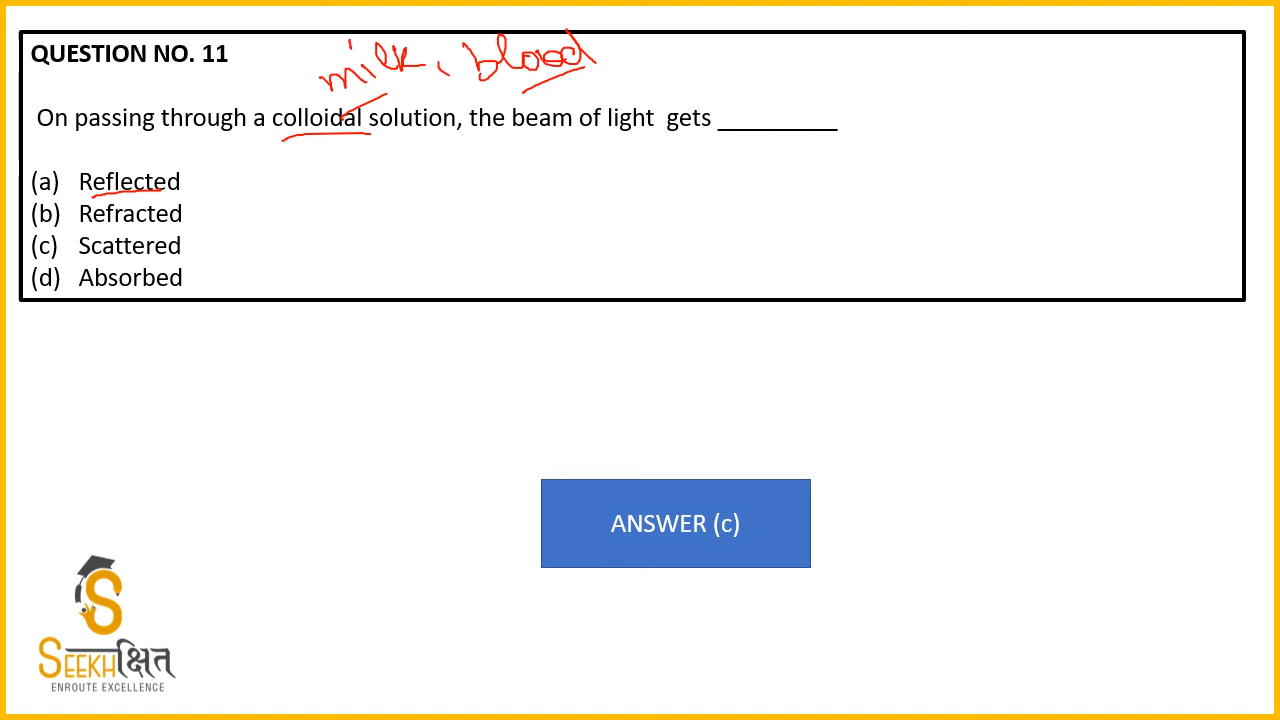 QUESTION NO. 11
milk, blood
On passing through a colloidal solution, the beam of light gets __________
(a) Reflected
(b) Refracted
(c) Scattered
(d) Absorbed
ANSWER (c)
S
SEEKHक्षित
ENROUTE EXCELLENCE